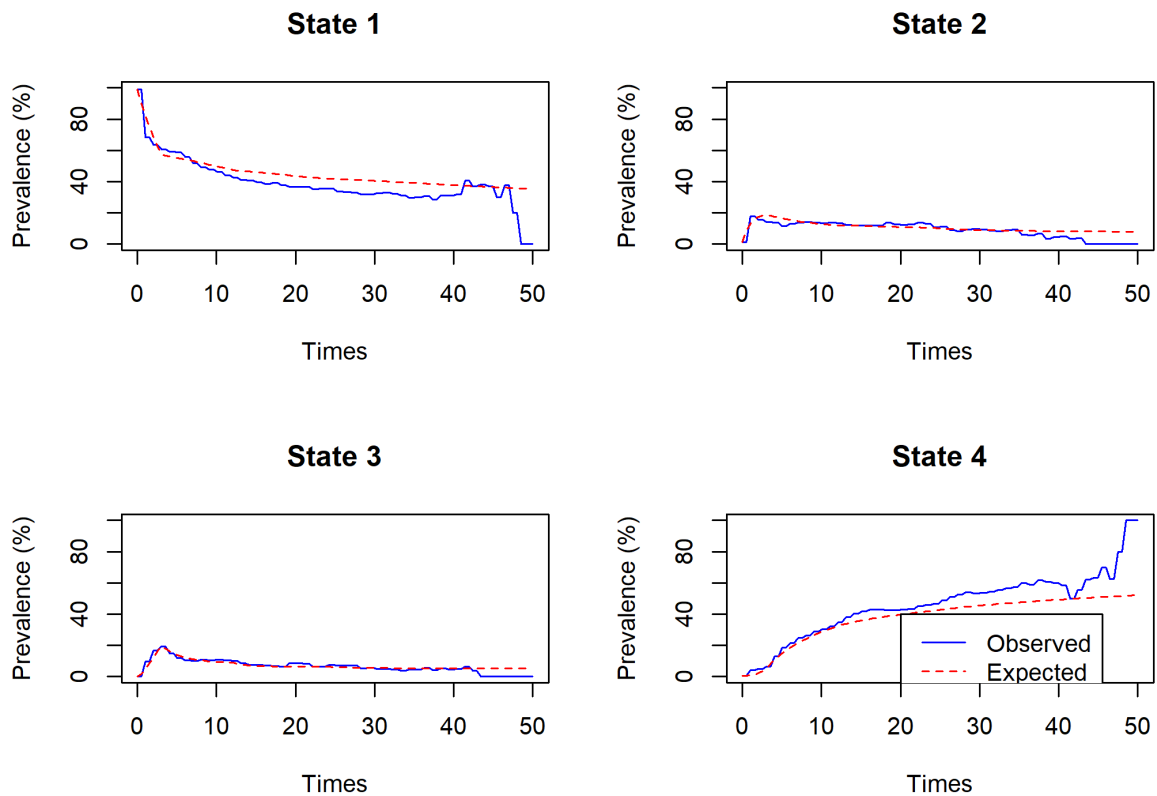 State 1
Prevalence (%)
0 40 80
0 10 20 30 40 50
Times
State 2
Prevalence (%)
0 40 80
0 10 20 30 40 50
Times
State 3
Prevalence (%)
0 40 80
0 10 20 30 40 50
Times
State 4
Prevalence (%)
0 40 80
0 10 20 30 40 50
Times
Observed
Expected